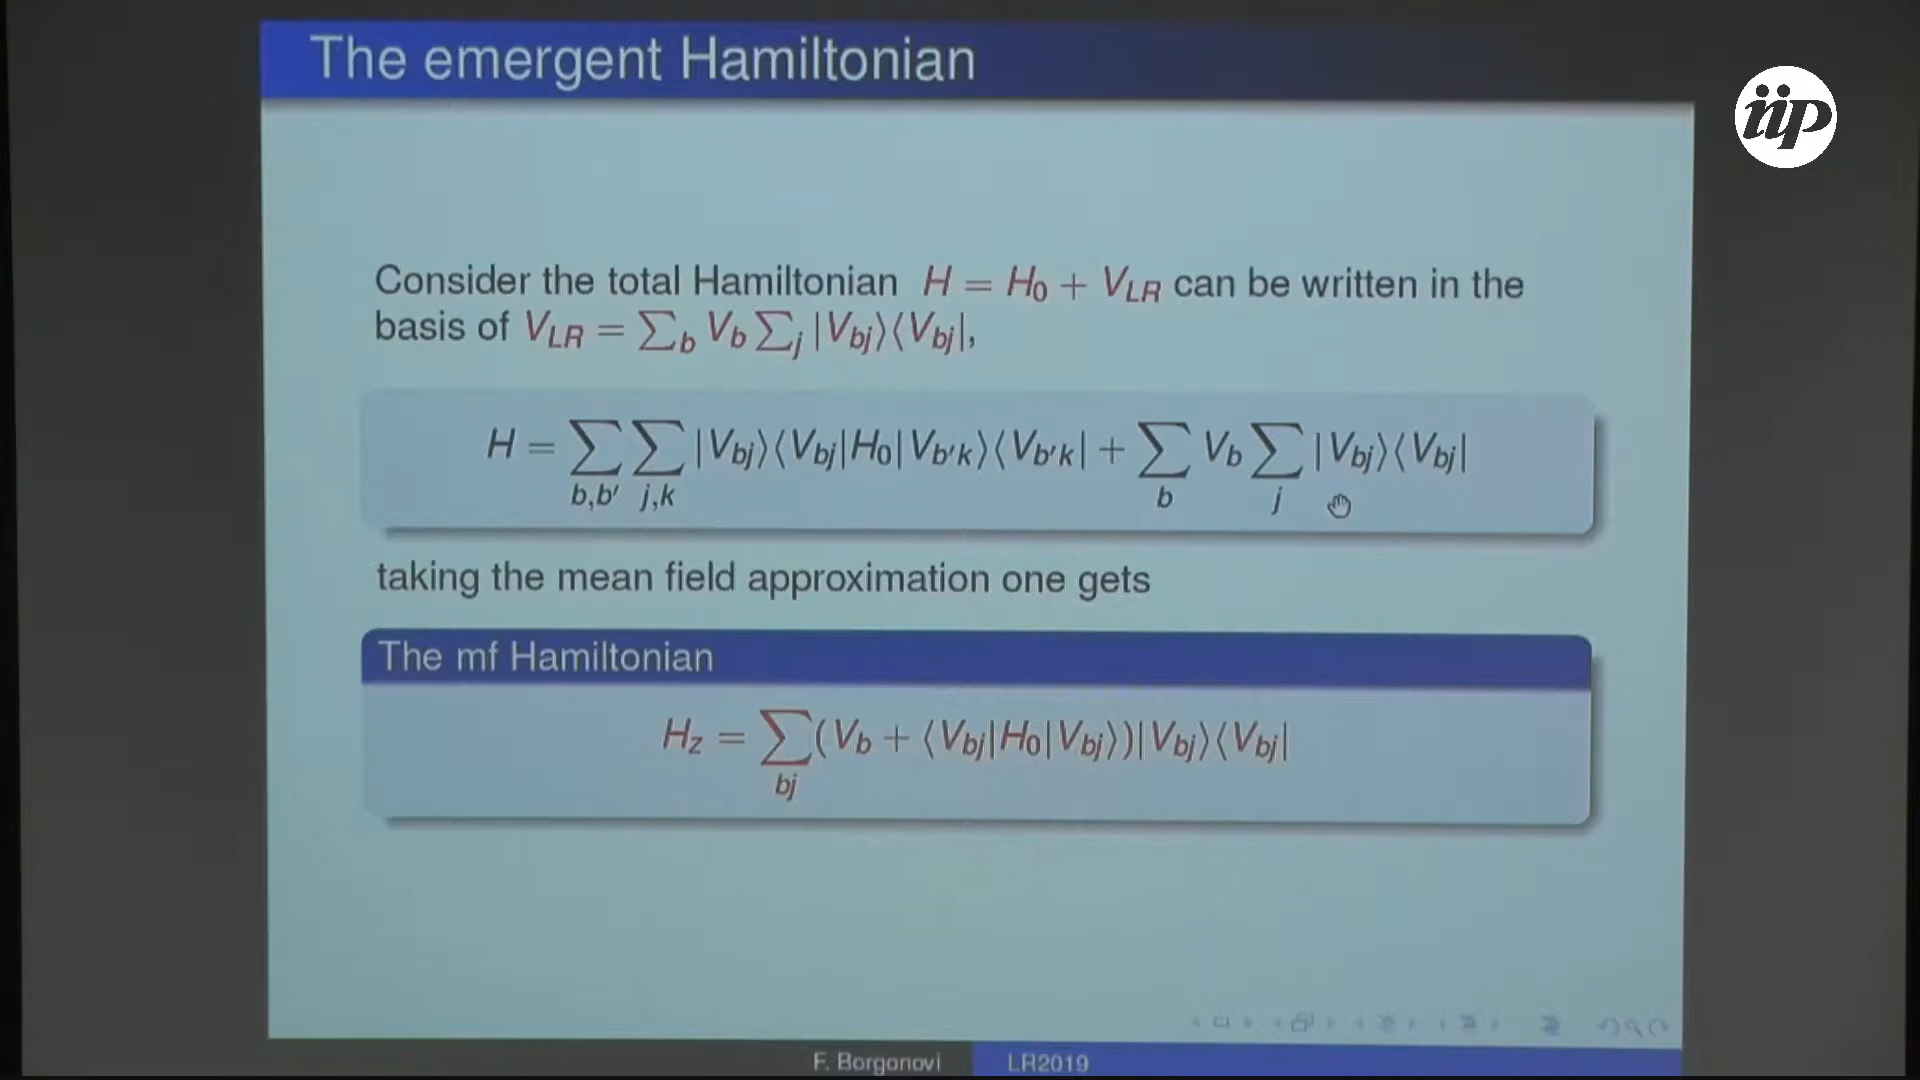 The emergent Hamiltonian
iip
Consider the total Hamiltonian H = H₀ + V_LR can be written in the
basis of V_LR = ∑_b V_b ∑_j |V_bj⟩⟨V_bj|,
H = ∑_{b,b′} ∑_{j,k} |V_bj⟩⟨V_bj|H₀|V_b′k⟩⟨V_b′k| + ∑_b V_b ∑_j |V_bj⟩⟨V_bj|
taking the mean field approximation one gets
The mf Hamiltonian
H_z = ∑_{bj} (V_b + ⟨V_bj|H₀|V_bj⟩)|V_bj⟩⟨V_bj|
F. Borgonovi LR2019